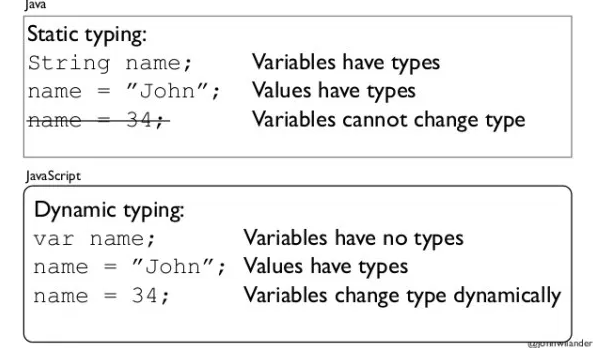 Java
Static typing:
String name; Variables have types
name = ”John”; Values have types
name = 34; Variables cannot change type
JavaScript
Dynamic typing:
var name; Variables have no types
name = ”John”; Values have types
name = 34; Variables change type dynamically
@johnwilander